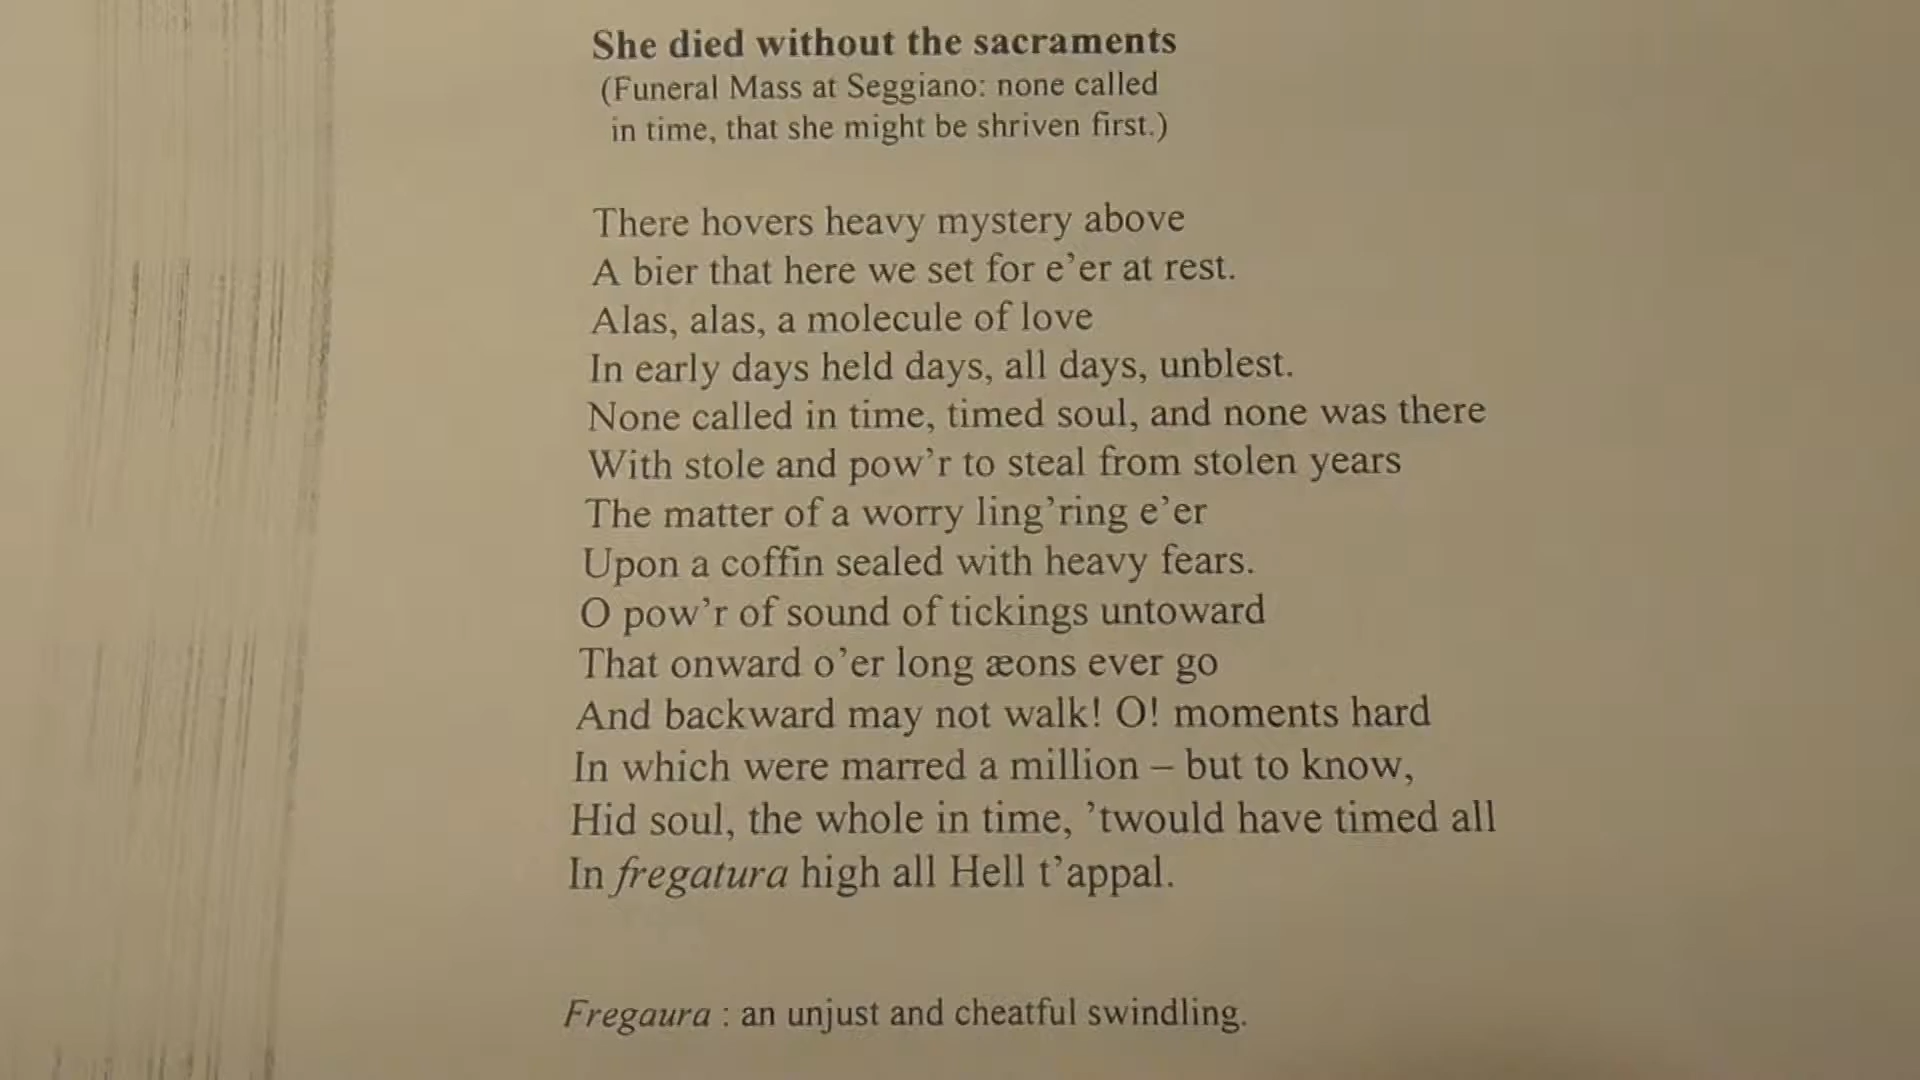 She died without the sacraments
(Funeral Mass at Seggiano: none called
in time, that she might be shriven first.)
There hovers heavy mystery above
A bier that here we set for e’er at rest.
Alas, alas, a molecule of love
In early days held days, all days, unblest.
None called in time, timed soul, and none was there
With stole and pow’r to steal from stolen years
The matter of a worry ling’ring e’er
Upon a coffin sealed with heavy fears.
O pow’r of sound of tickings untoward
That onward o’er long æons ever go
And backward may not walk! O! moments hard
In which were marred a million – but to know,
Hid soul, the whole in time, ’twould have timed all
In fregatura high all Hell t’appal.
Fregaura : an unjust and cheatful swindling.